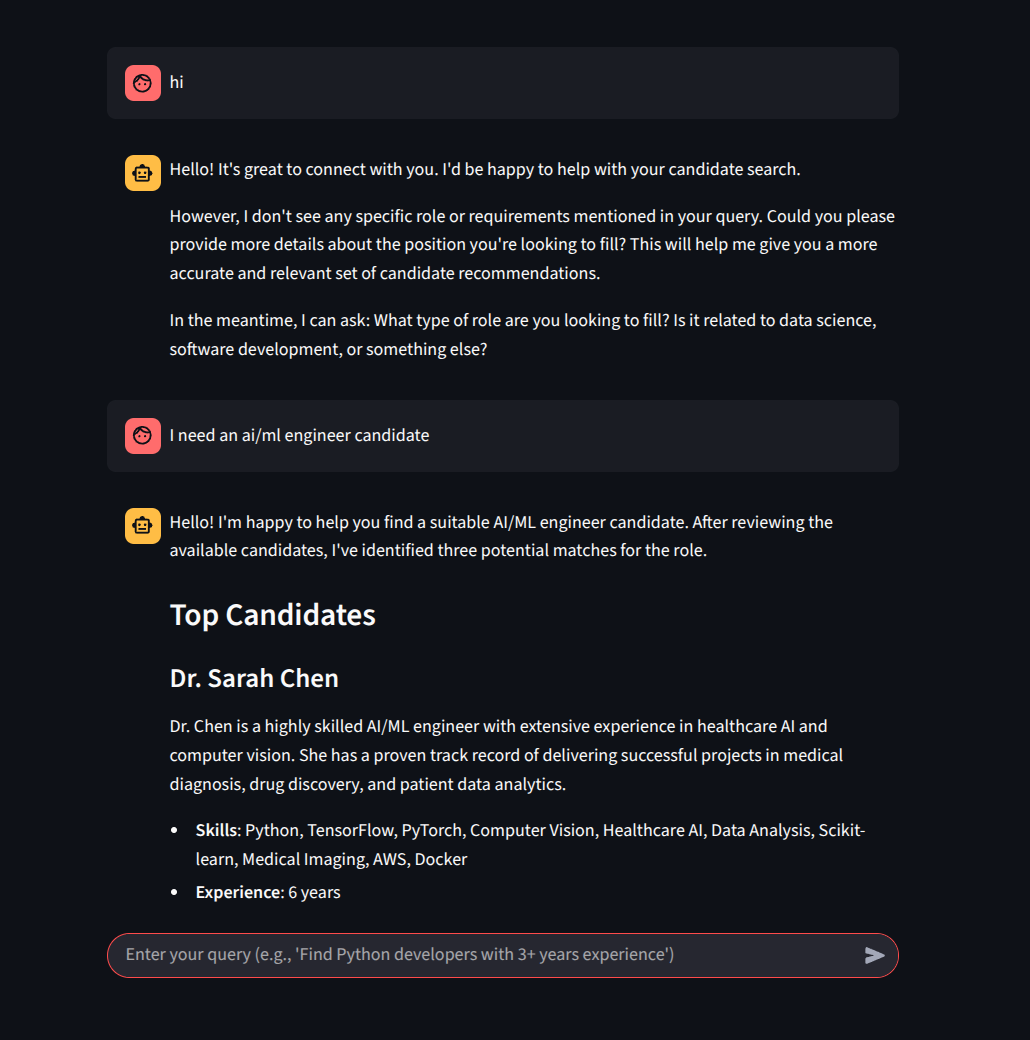 hi
Hello! It's great to connect with you. I'd be happy to help with your candidate search.
However, I don't see any specific role or requirements mentioned in your query. Could you please
provide more details about the position you're looking to fill? This will help me give you a more
accurate and relevant set of candidate recommendations.
In the meantime, I can ask: What type of role are you looking to fill? Is it related to data science,
software development, or something else?
I need an ai/ml engineer candidate
Hello! I'm happy to help you find a suitable AI/ML engineer candidate. After reviewing the
available candidates, I've identified three potential matches for the role.
Top Candidates
Dr. Sarah Chen
Dr. Chen is a highly skilled AI/ML engineer with extensive experience in healthcare AI and
computer vision. She has a proven track record of delivering successful projects in medical
diagnosis, drug discovery, and patient data analytics.
• Skills: Python, TensorFlow, PyTorch, Computer Vision, Healthcare AI, Data Analysis, Scikit-
learn, Medical Imaging, AWS, Docker
• Experience: 6 years
Enter your query (e.g., 'Find Python developers with 3+ years experience')